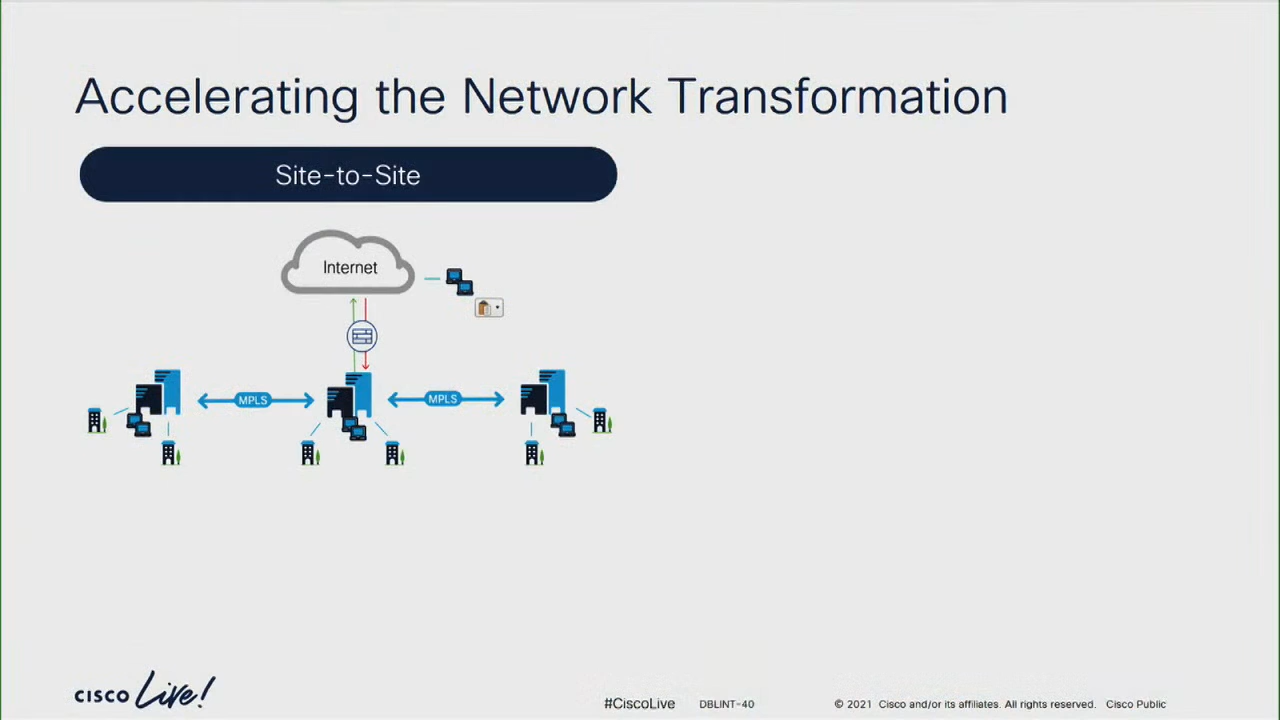 Accelerating the Network Transformation
Site-to-Site
Internet
MPLS
MPLS
CISCO Live!
#CiscoLive
DBLINT-40
© 2021 Cisco and/or its affiliates. All rights reserved. Cisco Public